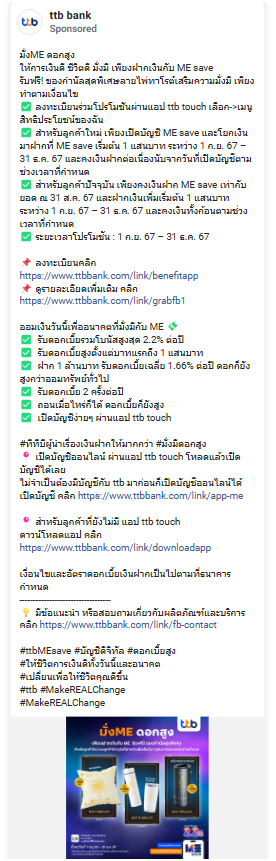 ttb bank
Sponsored
มั่งME ดอกสูง
ให้การเงินดี ชีวิตดี มั่งมี เพียงฝากเงินกับ ME save
รับฟรี! ของกำนัลสุดพิเศษลายไพ่ทาโรต์เสริมความมั่งมี เพียง
ทำตามเงื่อนไข
✅ ลงทะเบียนร่วมโปรโมชันผ่านแอป ttb touch เลือก->เมนู
สิทธิประโยชน์ของฉัน
✅ สำหรับลูกค้าใหม่ เพียงเปิดบัญชี ME save และโยกเงิน
มาฝากที่ ME save เริ่มต้น 1 แสนบาท ระหว่าง 1 ก.ย. 67 –
31 ธ.ค. 67 และคงเงินฝากต่อเนื่องนับจากวันที่เปิดบัญชีตาม
ช่วงเวลาที่กำหนด
✅ สำหรับลูกค้าปัจจุบัน เพียงคงเงินฝาก ME save เท่ากับ
ยอด ณ 31 ส.ค. 67 และฝากเงินเพิ่มเริ่มต้น 1 แสนบาท
ระหว่าง 1 ก.ย. 67 – 31 ธ.ค. 67 และคงเงินทั้งก้อนตามช่วง
เวลาที่กำหนด
✅ ระยะเวลาโปรโมชัน : 1 ก.ย. 67 – 31 ธ.ค. 67
📌 ลงทะเบียนคลิก
https://www.ttbbank.com/link/benefitapp
📌 ดูรายละเอียดเพิ่มเติม คลิก
https://www.ttbbank.com/link/grabfb1
ออมเงินวันนี้เพื่ออนาคตที่มั่งมีกับ ME 💸
✅ รับดอกเบี้ยรวมโบนัสสูงสุด 2.2% ต่อปี
✅ รับดอกเบี้ยสูงตั้งแต่บาทแรกถึง 1 แสนบาท
✅ ฝาก 1 ล้านบาท รับดอกเบี้ยเฉลี่ย 1.66% ต่อปี ดอกก็ยัง
สูงกว่าออมทรัพย์ทั่วไป
✅ รับดอกเบี้ย 2 ครั้งต่อปี
✅ ถอนเมื่อไหร่ก็ได้ ดอกเบี้ยก็ยังสูง
✅ เปิดบัญชีง่ายๆ ผ่านแอป ttb touch
#ทีทีบีผู้นำเรื่องเงินฝากให้มากกว่า #มั่งมีดอกสูง
📍 เปิดบัญชีออนไลน์ ผ่านแอป ttb touch โหลดแล้วเปิด
บัญชีได้เลย
ไม่จำเป็นต้องมีบัญชีกับ ttb มาก่อนก็เปิดบัญชีออนไลน์ได้
เปิดบัญชี คลิก https://www.ttbbank.com/link/app-me
📍 สำหรับลูกค้าที่ยังไม่มี แอป ttb touch
ดาวน์โหลดแอป คลิก
https://www.ttbbank.com/link/downloadapp
เงื่อนไขและอัตราดอกเบี้ยเงินฝากเป็นไปตามที่ธนาคาร
กำหนด
----------------------------------
💡 มีข้อแนะนำ หรือสอบถามเกี่ยวกับผลิตภัณฑ์และบริการ
คลิก https://www.ttbbank.com/link/fb-contact
#ttbMEsave #บัญชีดิจิทัล #ดอกเบี้ยสูง
#ให้ชีวิตการเงินดีทั้งวันนี้และอนาคต
#เปลี่ยนเพื่อให้ชีวิตคุณดีขึ้น
#ttb #MakeREALChange
#MakeREALChange
มั่งME ดอกสูง
ttb
ME